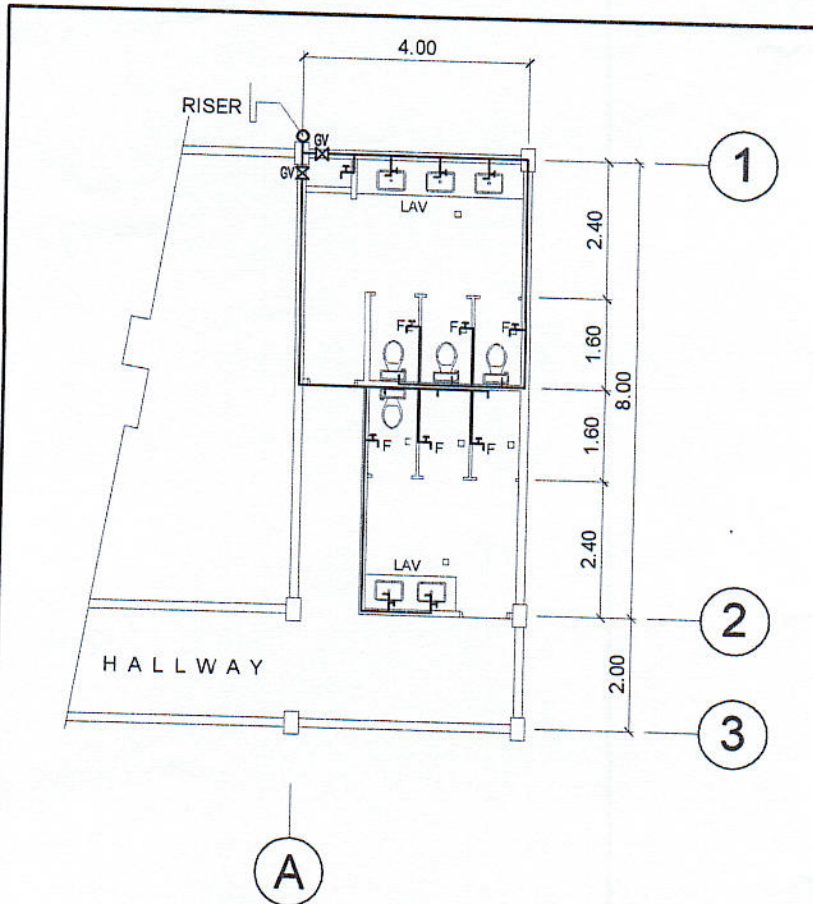 4.00
RISER
GV
GV
1
LAV
2.40
F
F
F
1.60
8.00
1.60
F
F
F
2.40
LAV
2
HALLWAY
2.00
3
A